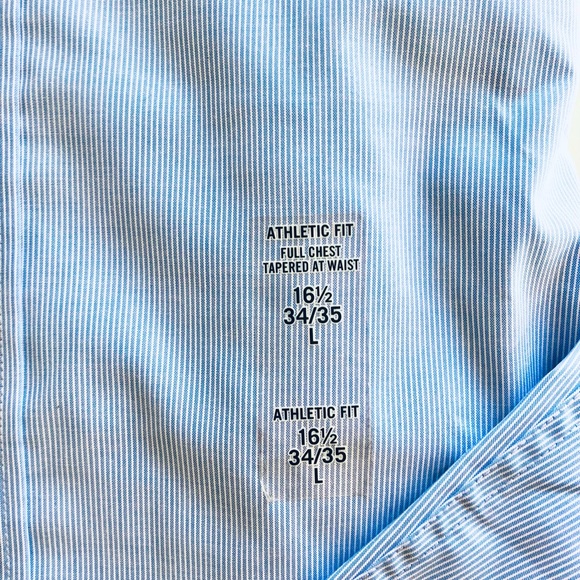 ATHLETIC FIT
FULL CHEST
TAPERED AT WAIST
16½
34/35
L
ATHLETIC FIT
16½
34/35
L